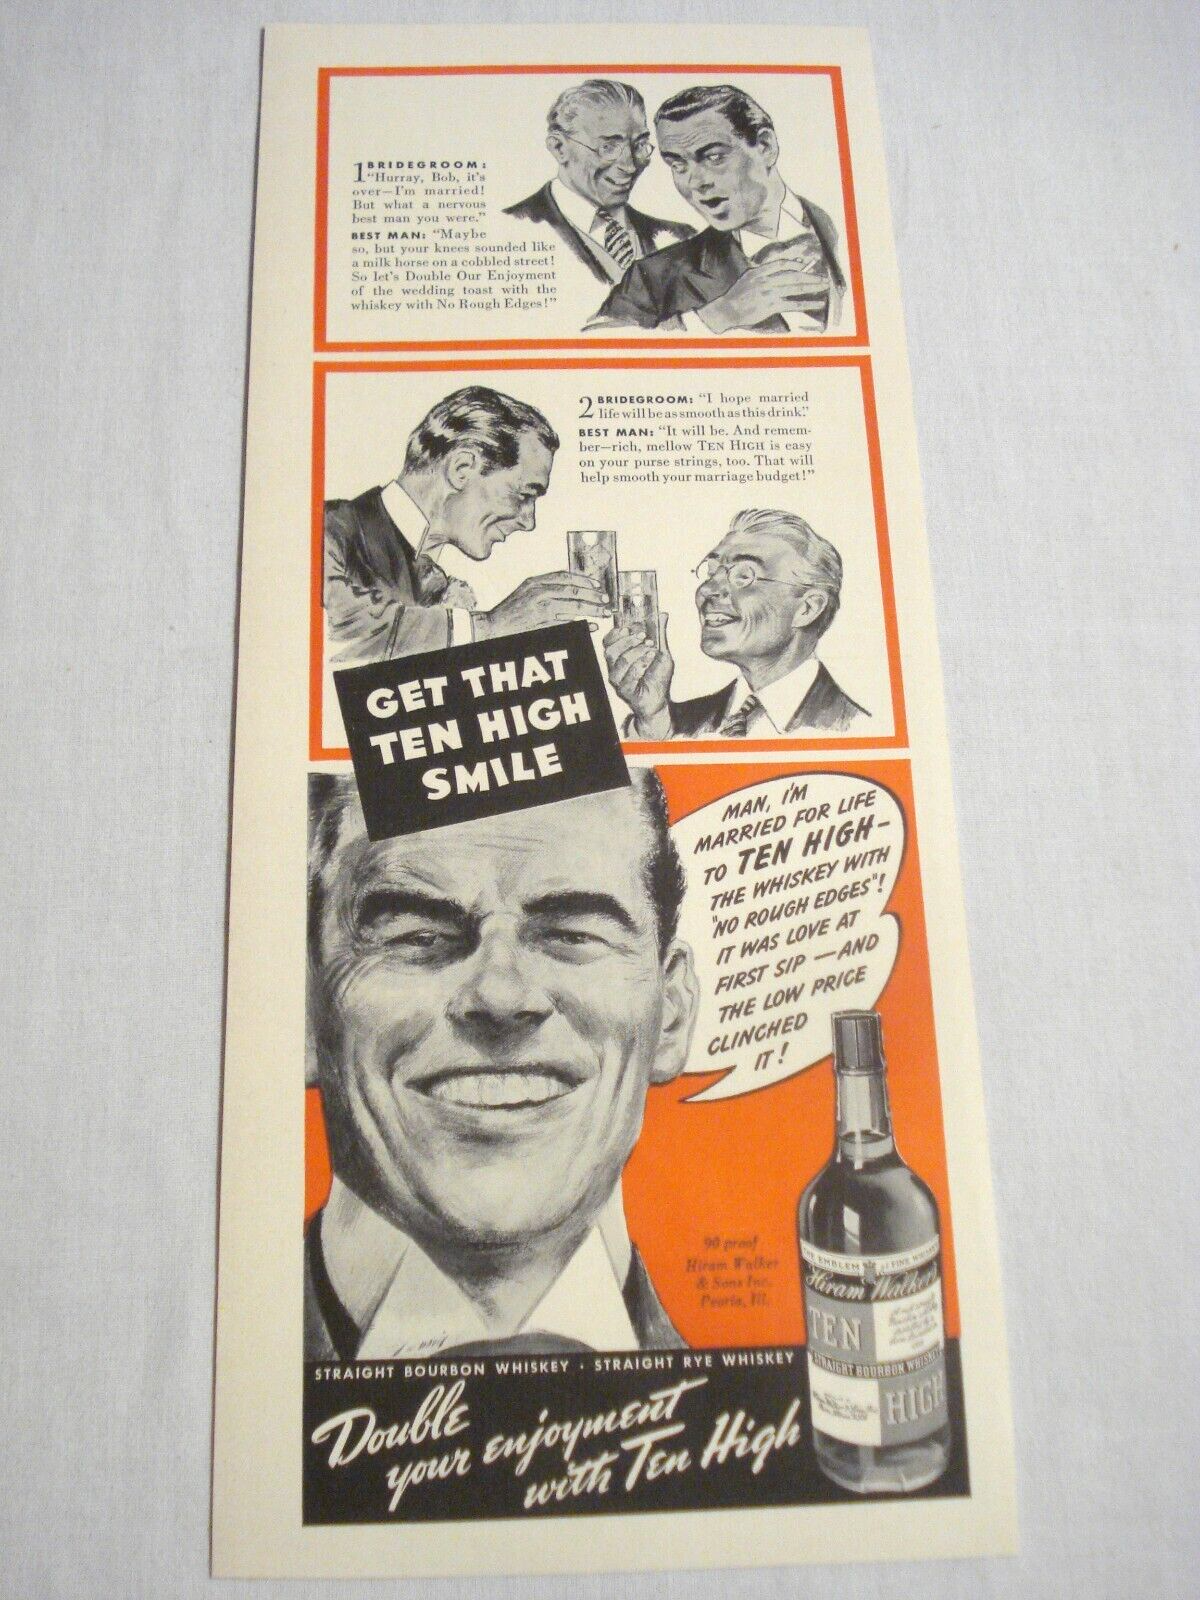 1 BRIDEGROOM:
"Hurray, Bob, it's
over—I'm married!
But what a nervous
best man you were."
BEST MAN: "Maybe
so, but your knees sounded like
a milk horse on a cobbled street!
So let's Double Our Enjoyment
of the wedding toast with the
whiskey with No Rough Edges!"
2 BRIDEGROOM: "I hope married
life will be as smooth as this drink."
BEST MAN: "It will be. And remem-
ber—rich, mellow TEN HIGH is easy
on your purse strings, too. That will
help smooth your marriage budget!"
GET THAT
TEN HIGH
SMILE
MAN, I'M
MARRIED FOR LIFE
TO TEN HIGH—
THE WHISKEY WITH
"NO ROUGH EDGES"!
IT WAS LOVE AT
FIRST SIP—AND
THE LOW PRICE
CLINCHED
IT!
90 proof
Hiram Walker
& Sons Inc.
Peoria, Ill.
THE EMBLEM of FINE WHISKEY
Hiram Walker's
TEN
STRAIGHT BOURBON WHISKEY
HIGH
STRAIGHT BOURBON WHISKEY · STRAIGHT RYE WHISKEY
Double
your enjoyment
with Ten High